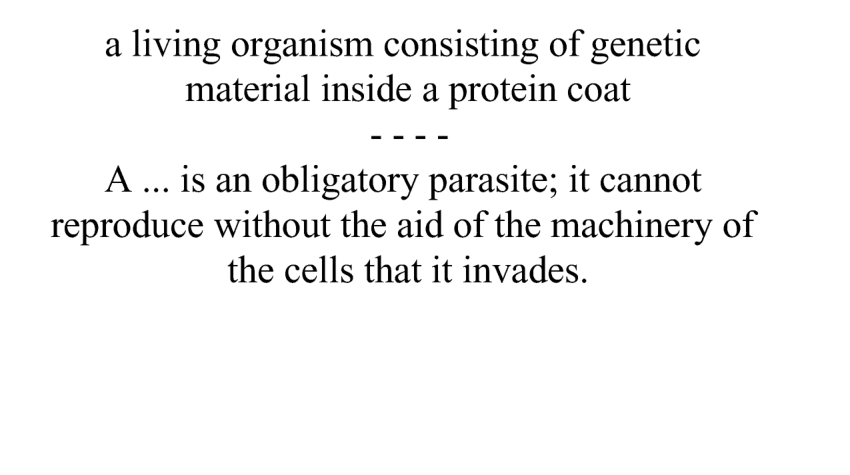 a living organism consisting of genetic
material inside a protein coat
- - - -
A ... is an obligatory parasite; it cannot
reproduce without the aid of the machinery of
the cells that it invades.